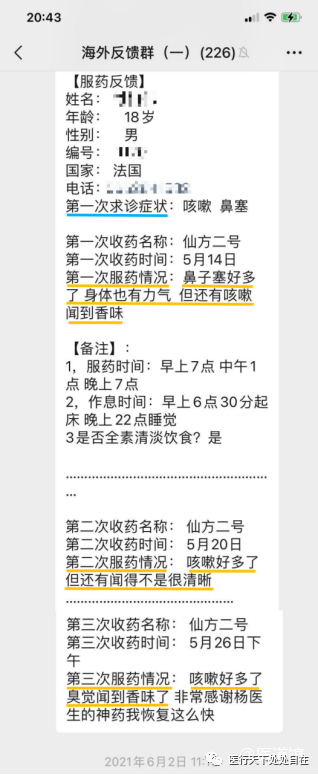 20:43
海外反馈群（一）(226)
【服药反馈】
姓名：
年龄： 18岁
性别： 男
编号：
国家： 法国
电话：
第一次求诊症状：咳嗽 鼻塞
第一次收药名称：仙方二号
第一次收药时间：5月14日
第一次服药情况：鼻子塞好多
了 身体也有力气 但还有咳嗽
闻到香味
【备注】：
1，服药时间：早上7点 中午1
点 晚上7点
2，作息时间：早上6点30分起
床 晚上22点睡觉
3是否全素清淡饮食？是
......................................................
...
第二次收药名称：仙方二号
第二次收药时间：5月20日
第二次服药情况：咳嗽好多了
但还有闻得不是很清晰
.............................................
第三次收药名称：仙方二号
第三次收药时间：5月26日下
午
第三次服药情况：咳嗽好多了
臭觉闻到香味了 非常感谢杨医
生的神药我恢复这么快
2021年6月2日 11:
医行天下处处自在